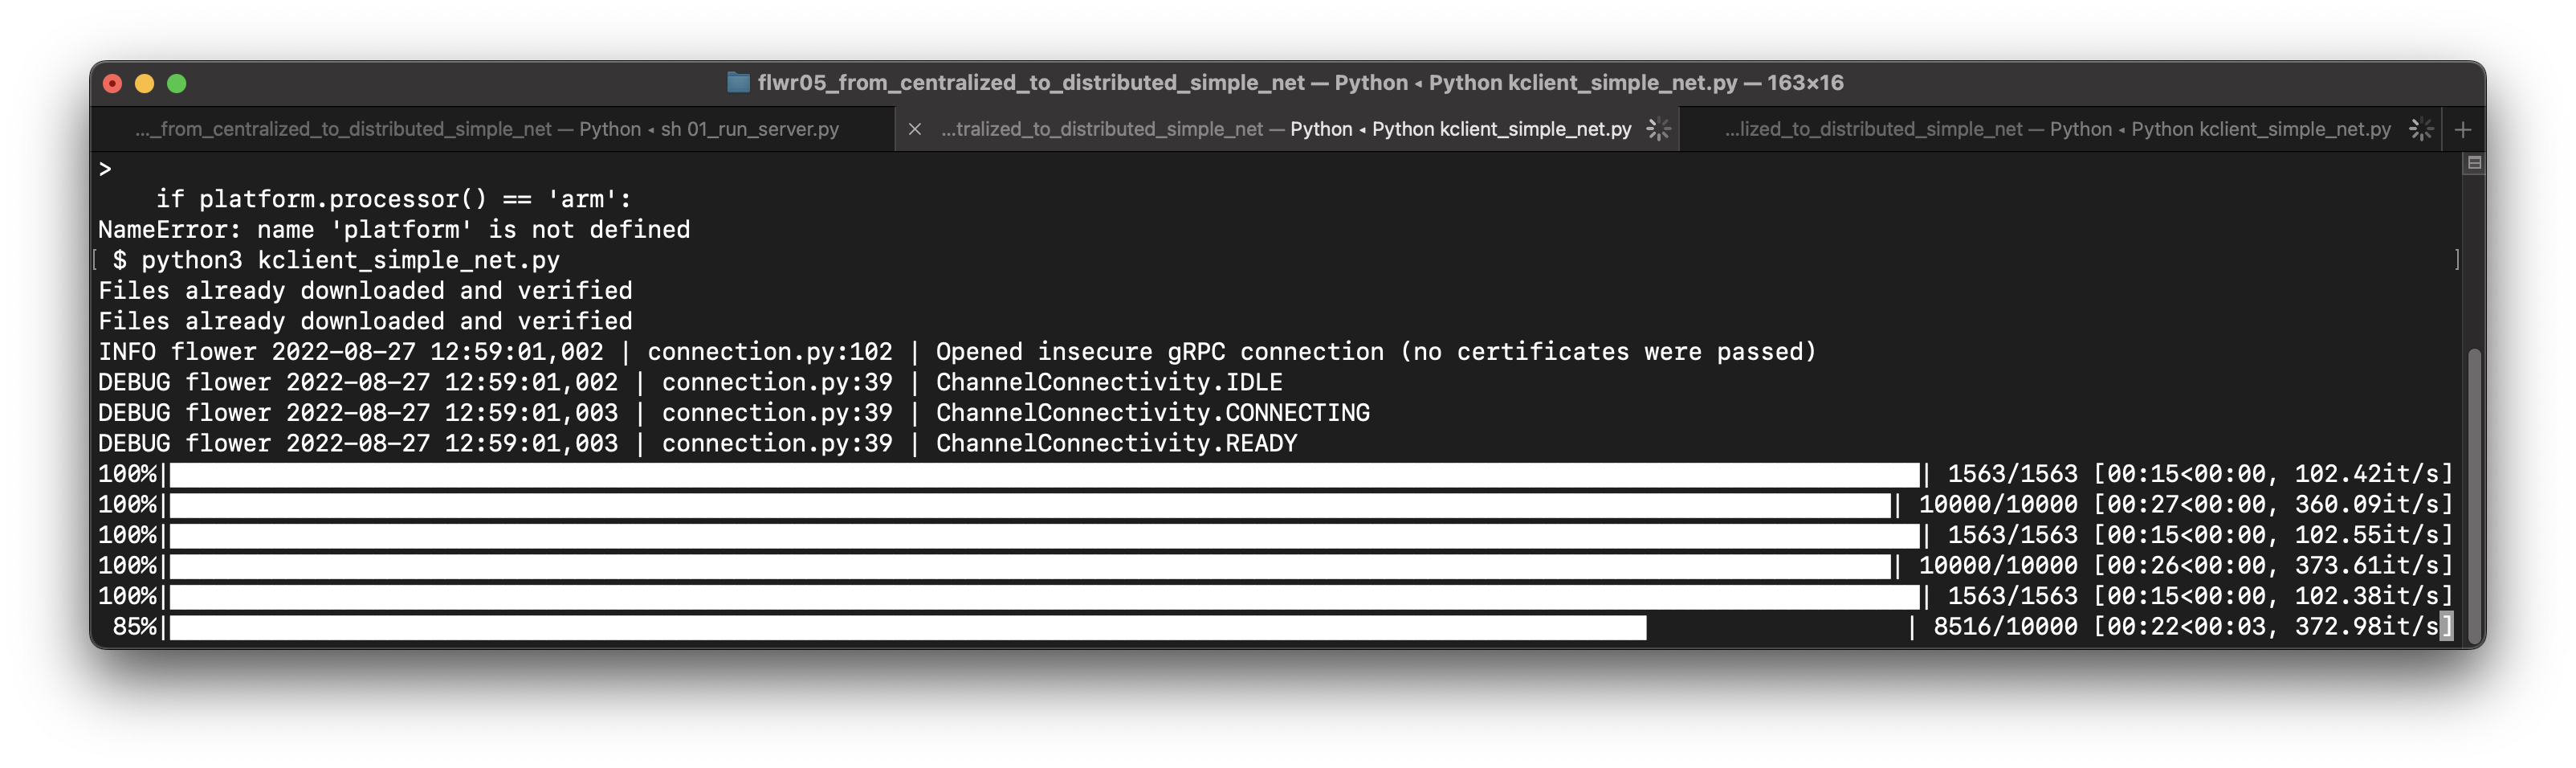 flwr05_from_centralized_to_distributed_simple_net — Python ◂ Python kclient_simple_net.py — 163×16
..._from_centralized_to_distributed_simple_net — Python ◂ sh 01_run_server.py
...tralized_to_distributed_simple_net — Python ◂ Python kclient_simple_net.py
...lized_to_distributed_simple_net — Python ◂ Python kclient_simple_net.py
>
if platform.processor() == 'arm':
NameError: name 'platform' is not defined
[ $ python3 kclient_simple_net.py ]
Files already downloaded and verified
Files already downloaded and verified
INFO flower 2022-08-27 12:59:01,002 | connection.py:102 | Opened insecure gRPC connection (no certificates were passed)
DEBUG flower 2022-08-27 12:59:01,002 | connection.py:39 | ChannelConnectivity.IDLE
DEBUG flower 2022-08-27 12:59:01,003 | connection.py:39 | ChannelConnectivity.CONNECTING
DEBUG flower 2022-08-27 12:59:01,003 | connection.py:39 | ChannelConnectivity.READY
100%| | 1563/1563 [00:15<00:00, 102.42it/s]
100%| | 10000/10000 [00:27<00:00, 360.09it/s]
100%| | 1563/1563 [00:15<00:00, 102.55it/s]
100%| | 10000/10000 [00:26<00:00, 373.61it/s]
100%| | 1563/1563 [00:15<00:00, 102.38it/s]
85%| | 8516/10000 [00:22<00:03, 372.98it/s]